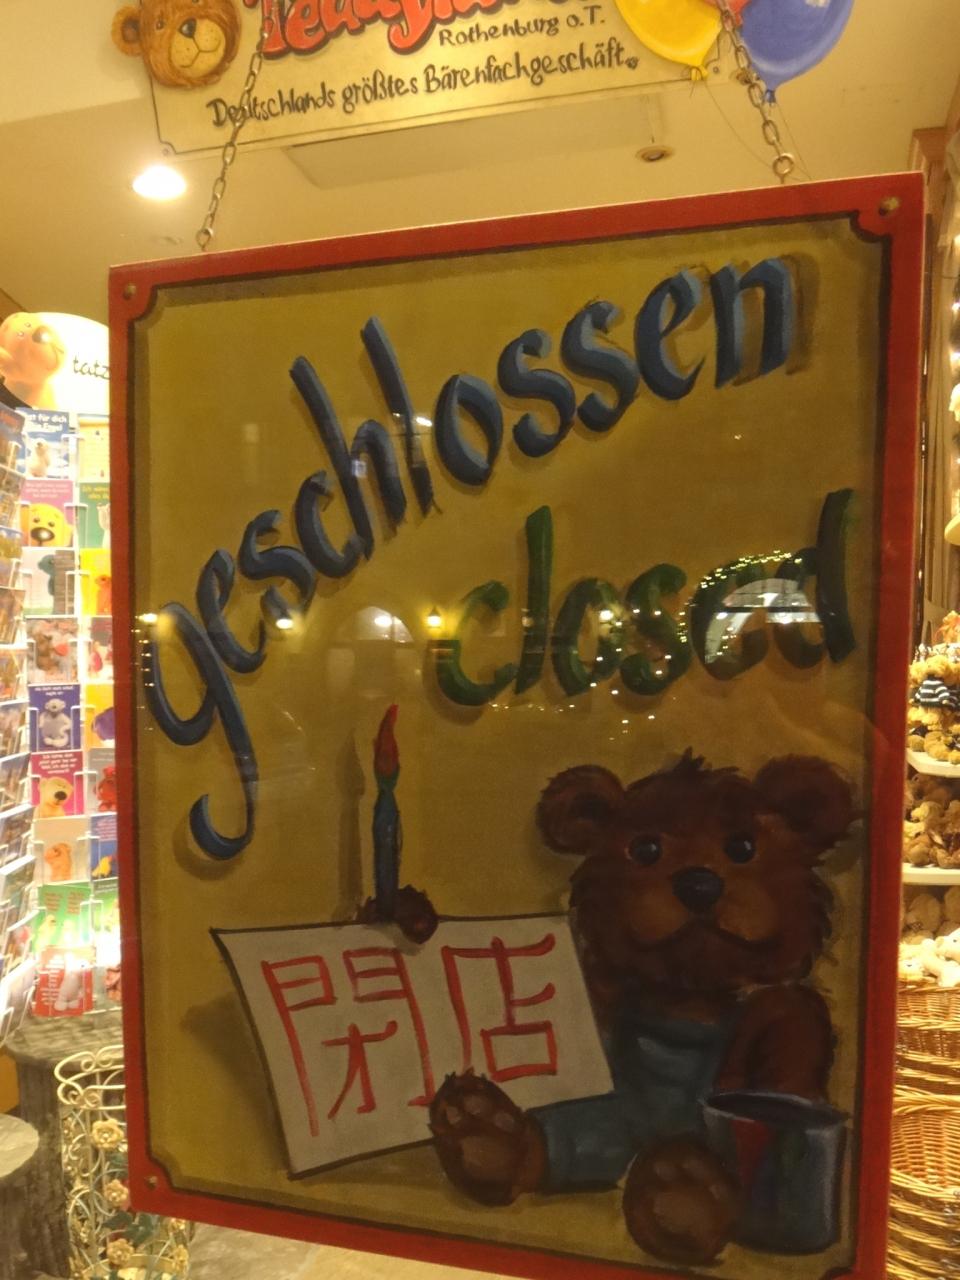 Rothenburg o.T.
Deutschlands größtes Bärenfachgeschäft.
geschlossen
closed
閉店